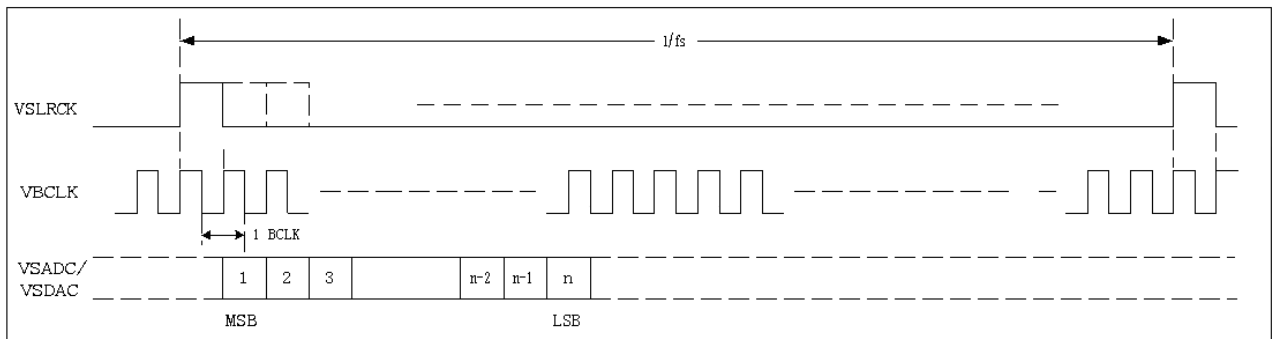 1/fs
VSLRCK
VBCLK
1 BCLK
VSADC/
VSDAC
1 2 3 n-2 n-1 n
MSB LSB